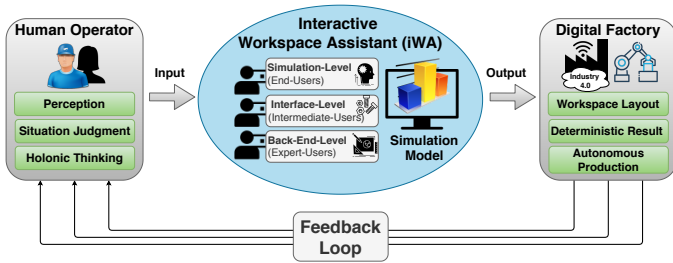 Human Operator
Perception
Situation Judgment
Holonic Thinking
Input
Interactive
Workspace Assistant (iWA)
Simulation-Level
(End-Users)
Interface-Level
(Intermediate-Users)
Back-End-Level
(Expert-Users)
Simulation
Model
Output
Digital Factory
Industry
4.0
Workspace Layout
Deterministic Result
Autonomous
Production
Feedback
Loop